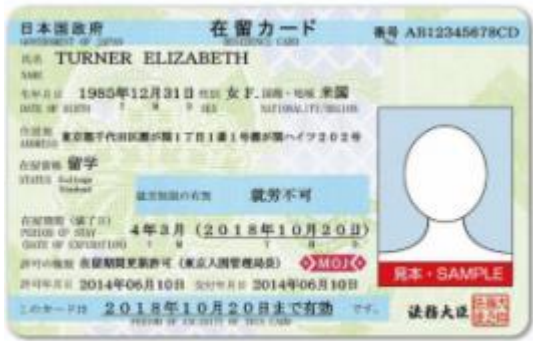 日本国政府 在留カード 番号 AB12345678CD
GOVERNMENT OF JAPAN RESIDENCE CARD NO.
氏名 TURNER ELIZABETH
NAME
生年月日 1985年12月31日 性別 女 F. 国籍・地域 米国
DATE OF BIRTH Y M D SEX NATIONALITY/REGION
住居地 東京都千代田区霞が関1丁目1番1号霞が関ハイツ202号
ADDRESS
在留資格 留学
STATUS College
Student
就労制限の有無 就労不可
在留期間(満了日) 4年3月(2018年10月20日)
PERIOD OF STAY
(DATE OF EXPIRATION) Y M Y M D
許可の種類 在留期間更新許可(東京入国管理局長) MOJ
許可年月日 2014年06月10日 交付年月日 2014年06月10日
見本・SAMPLE
このカードは 2018年10月20日まで有効 です。
PERIOD OF VALIDITY OF THIS CARD
法務大臣